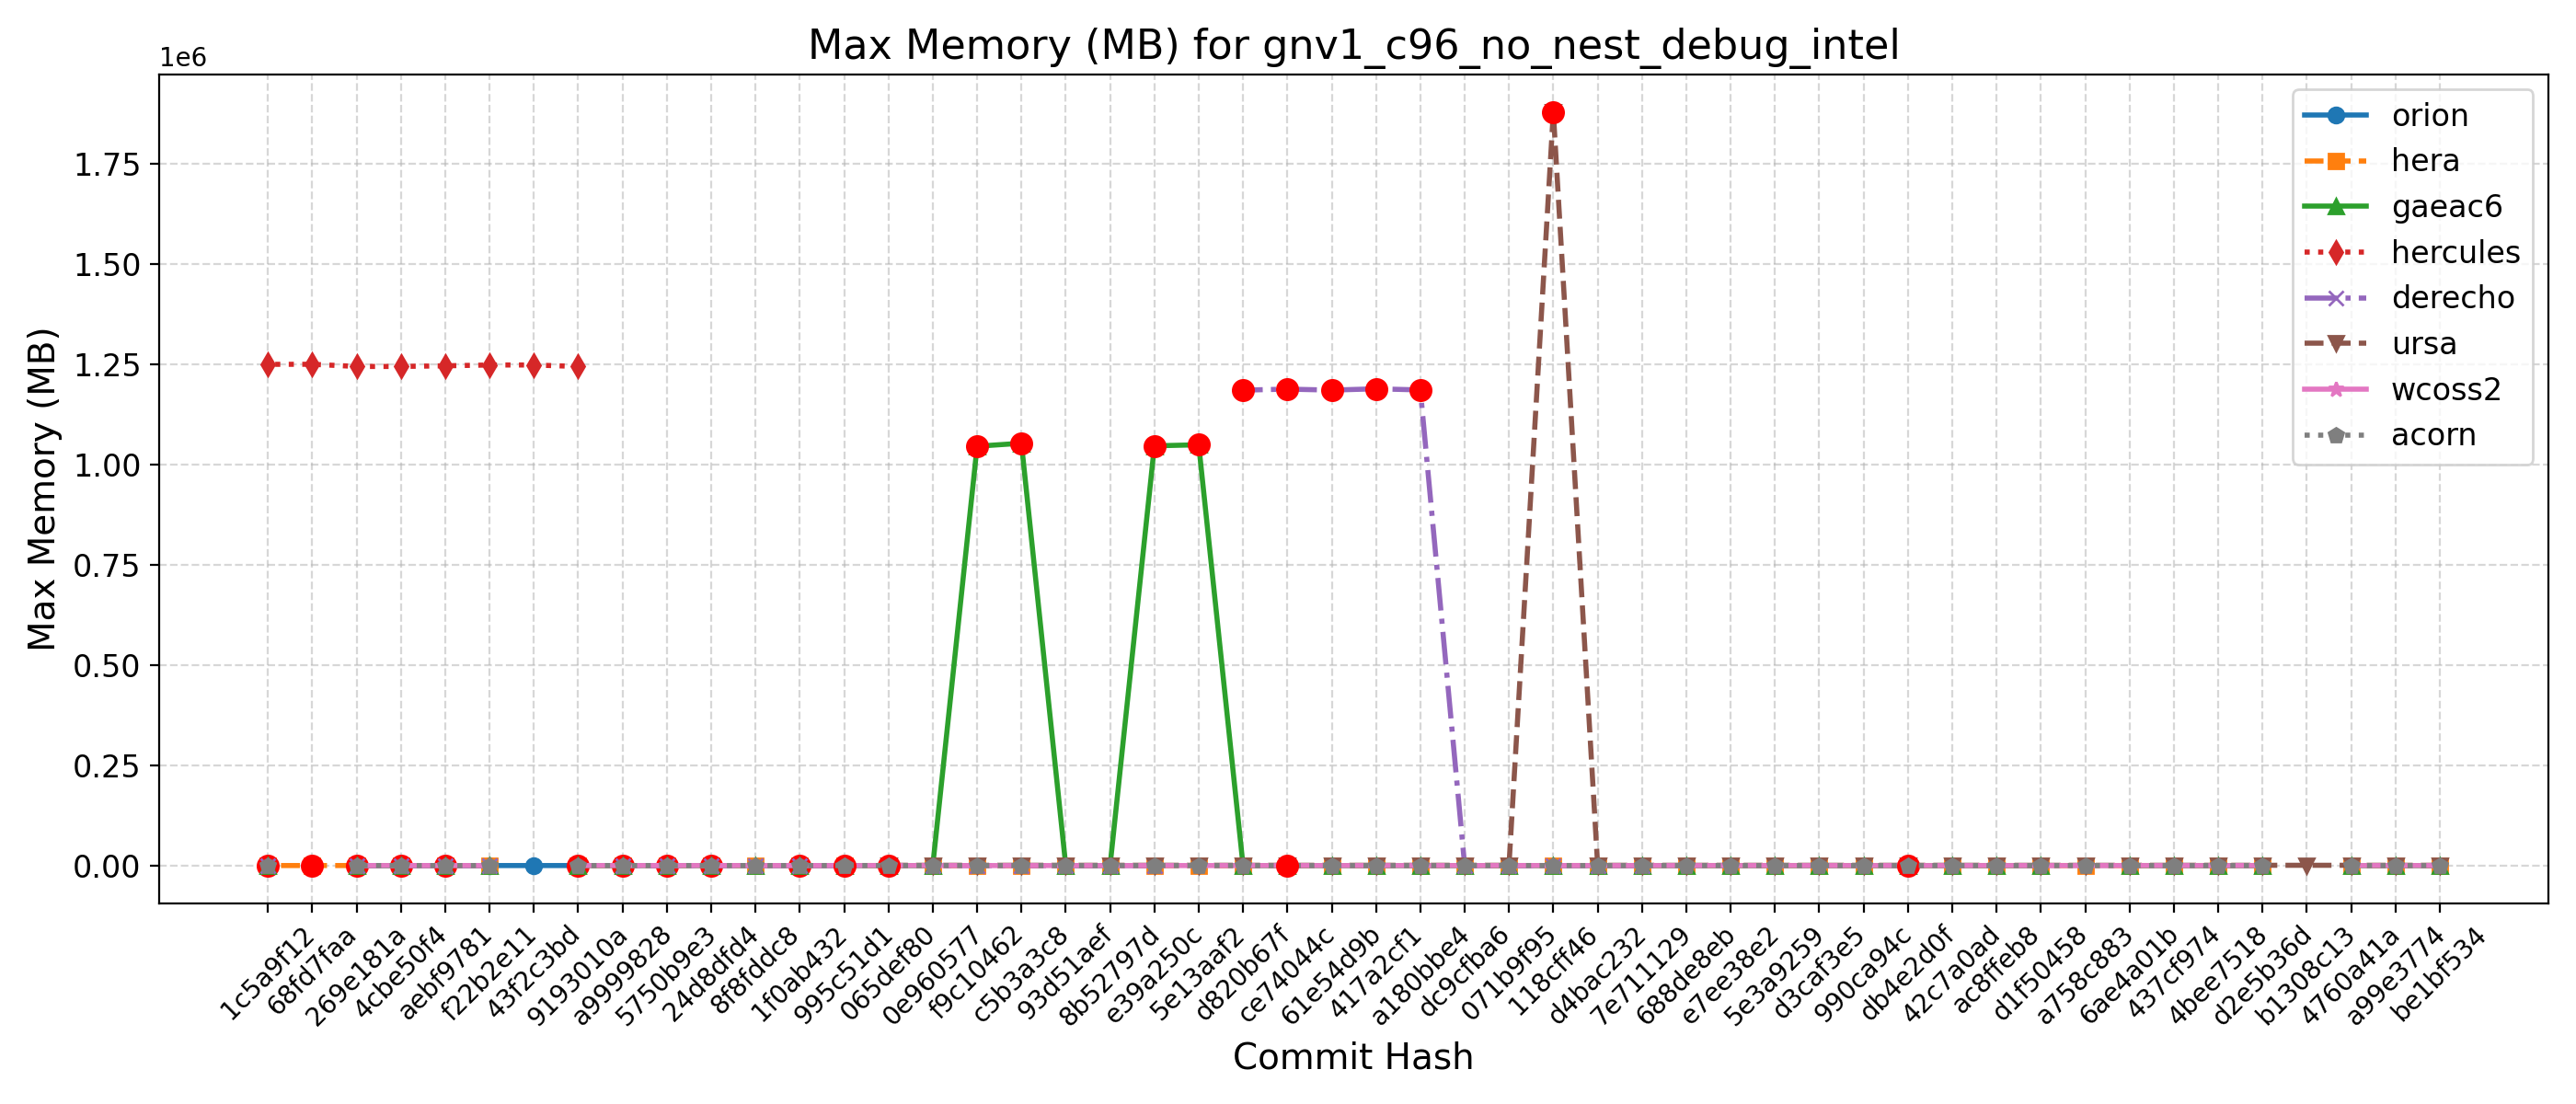 Max Memory (MB) for gnv1_c96_no_nest_debug_intel
1e6
1.75
1.50
1.25
1.00
0.75
0.50
0.25
0.00
Max Memory (MB)
orion
hera
gaeac6
hercules
derecho
ursa
wcoss2
acorn
1c5a9f12
68fd7faa
269e181a
4cbe50f4
aebf9781
f22b2e11
43f2c3bd
9193010a
a9999828
5750b9e3
24d8dfd4
8f8fddc8
1f0ab432
995c51d1
065def80
0e960577
f9c10462
c5b3a3c8
93d51aef
8b52797d
e39a250c
5e13aaf2
d820b67f
ce74044c
61e54d9b
417a2cf1
a180bbe4
dc9cfba6
071b9f95
118cff46
d4bac232
7e711129
688de8eb
e7ee38e2
5e3a9259
d3caf3e5
990ca94c
db4e2d0f
42c7a0ad
ac8ffeb8
d1f50458
a758c883
6ae4a01b
437cf974
4bee7518
d2e5b36d
b1308c13
4760a41a
a99e3774
be1bf534
Commit Hash